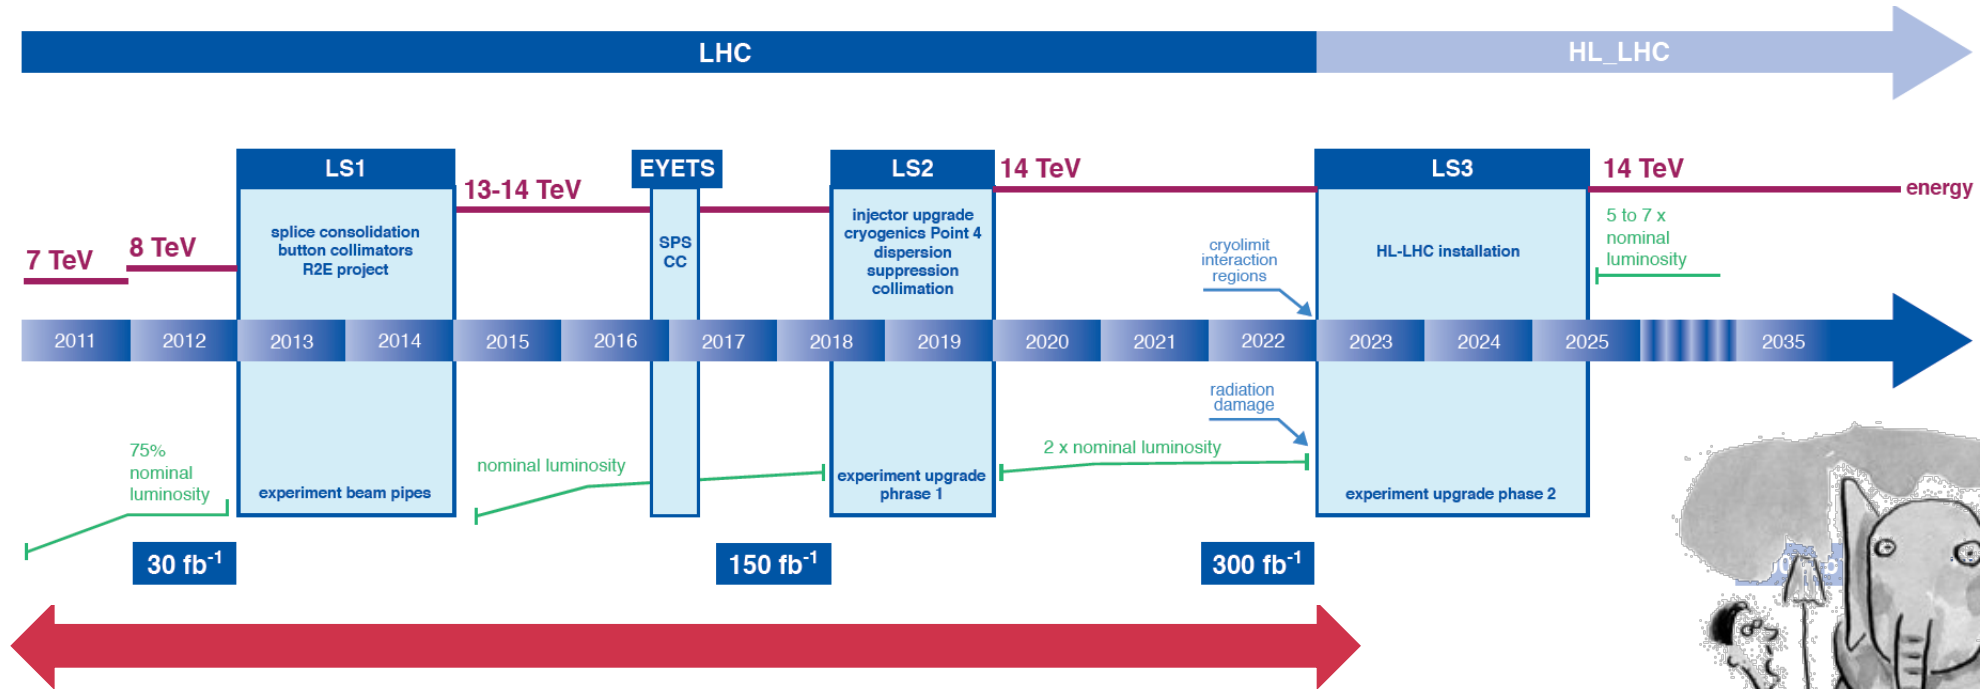 LHC
HL_LHC
LS1
EYETS
LS2
14 TeV
LS3
14 TeV
13-14 TeV
energy
7 TeV
8 TeV
splice consolidation
button collimators
R2E project
SPS
CC
injector upgrade
cryogenics Point 4
dispersion
suppression
collimation
cryolimit
interaction
regions
HL-LHC installation
5 to 7 x
nominal
luminosity
2011
2012
2013
2014
2015
2016
2017
2018
2019
2020
2021
2022
2023
2024
2025
2035
75%
nominal
luminosity
experiment beam pipes
nominal luminosity
experiment upgrade
phrase 1
2 x nominal luminosity
radiation
damage
experiment upgrade phase 2
30 fb-1
150 fb-1
300 fb-1